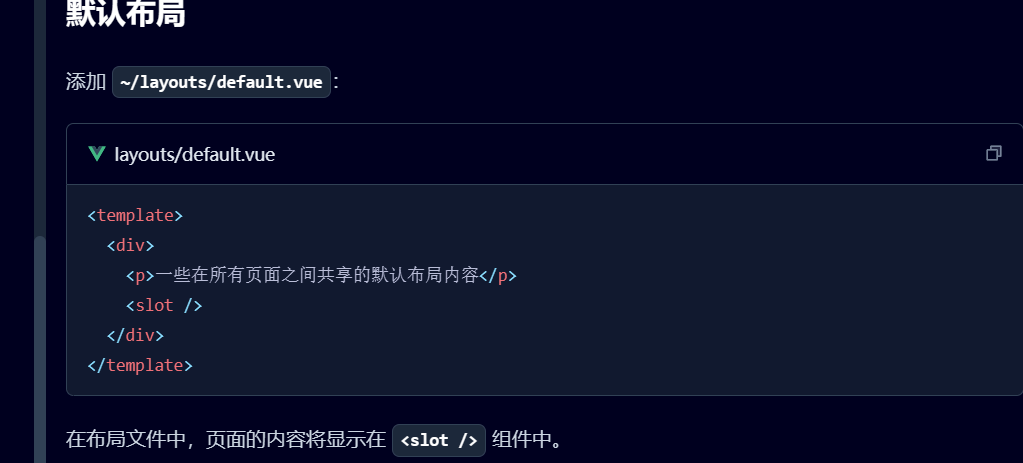 默认布局
添加 ~/layouts/default.vue：
layouts/default.vue
<template>
  <div>
    <p>一些在所有页面之间共享的默认布局内容</p>
    <slot />
  </div>
</template>
在布局文件中，页面的内容将显示在 <slot /> 组件中。